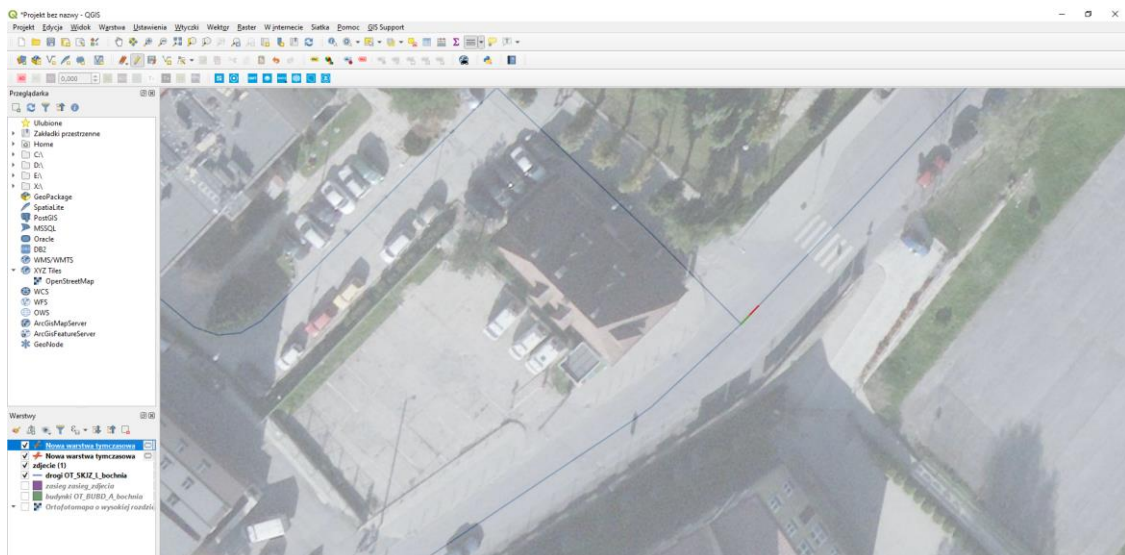 *Projekt bez nazwy - QGIS
Projekt Edycja Widok Warstwa Ustawienia Wtyczki Wektor Raster W internecie Siatka Pomoc GIS Support
0,000
Przeglądarka
Ulubione
Zakładki przestrzenne
Home
C:\
D:\
E:\
X:\
GeoPackage
SpatiaLite
PostGIS
MSSQL
Oracle
DB2
WMS/WMTS
XYZ Tiles
OpenStreetMap
WCS
WFS
OWS
ArcGisMapServer
ArcGisFeatureServer
GeoNode
Warstwy
Nowa warstwa tymczasowa
Nowa warstwa tymczasowa
zdjecie (1)
drogi OT_SKJZ_L_bochnia
zasieg zasieg_zdjecia
budynki OT_BUBD_A_bochnia
Ortofotomapa o wysokiej rozdzie